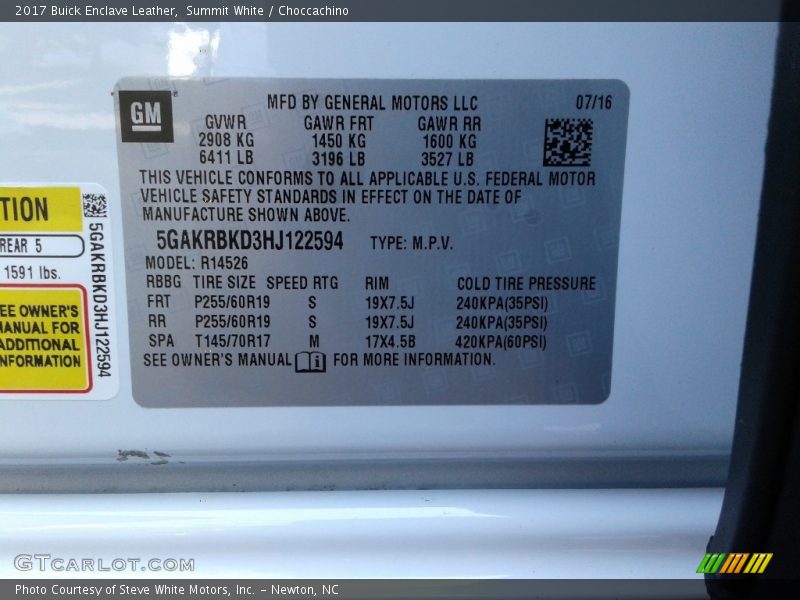 2017 Buick Enclave Leather,  Summit White / Choccachino
GM
MFD BY GENERAL MOTORS LLC 07/16
GVWR GAWR FRT GAWR RR
2908 KG 1450 KG 1600 KG
6411 LB 3196 LB 3527 LB
THIS VEHICLE CONFORMS TO ALL APPLICABLE U.S. FEDERAL MOTOR
VEHICLE SAFETY STANDARDS IN EFFECT ON THE DATE OF
MANUFACTURE SHOWN ABOVE.
5GAKRBKD3HJ122594 TYPE: M.P.V.
MODEL: R14526
RBBG TIRE SIZE SPEED RTG RIM COLD TIRE PRESSURE
FRT P255/60R19 S 19X7.5J 240KPA(35PSI)
RR P255/60R19 S 19X7.5J 240KPA(35PSI)
SPA T145/70R17 M 17X4.5B 420KPA(60PSI)
SEE OWNER'S MANUAL i FOR MORE INFORMATION.
TION
REAR 5
1591 lbs.
EE OWNER'S
MANUAL FOR
ADDITIONAL
NFORMATION
5GAKRBKD3HJ122594
GTCARLOT.COM
Photo Courtesy of Steve White Motors, Inc. – Newton, NC